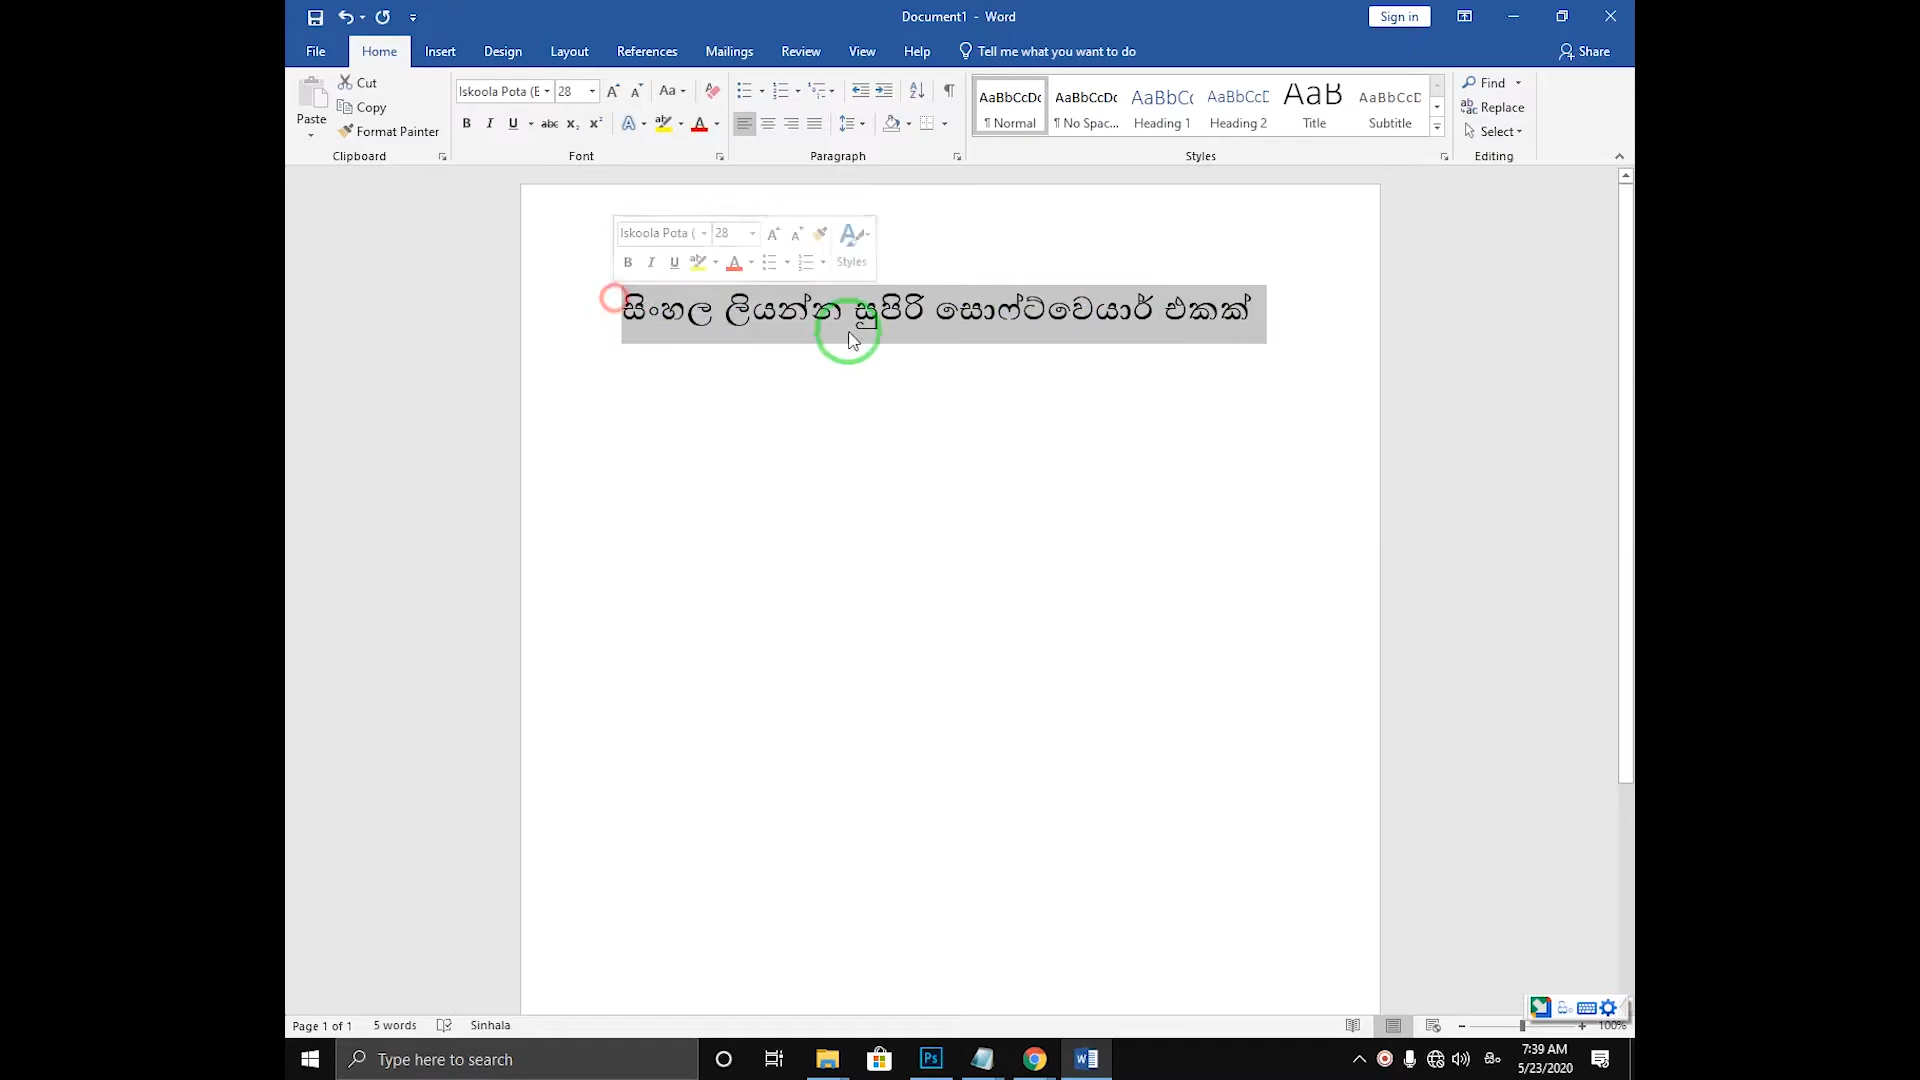 Document1 - Word
Sign in
File Home Insert Design Layout References Mailings Review View Help Tell me what you want to do Share
Paste
Cut
Copy
Format Painter
Clipboard
Iskoola Pota (E 28
Font
Paragraph
AaBbCcDc AaBbCcDc AaBbCc AaBbCcD AaB AaBbCcD
¶ Normal ¶ No Spac... Heading 1 Heading 2 Title Subtitle
Styles
Find
Replace
Select
Editing
Iskoola Pota ( 28
Styles
සිංහල ලියන්න සුපිරි සොෆ්ට්වෙයාර් එකක්
Page 1 of 1 5 words Sinhala 100%
Type here to search
7:39 AM
5/23/2020